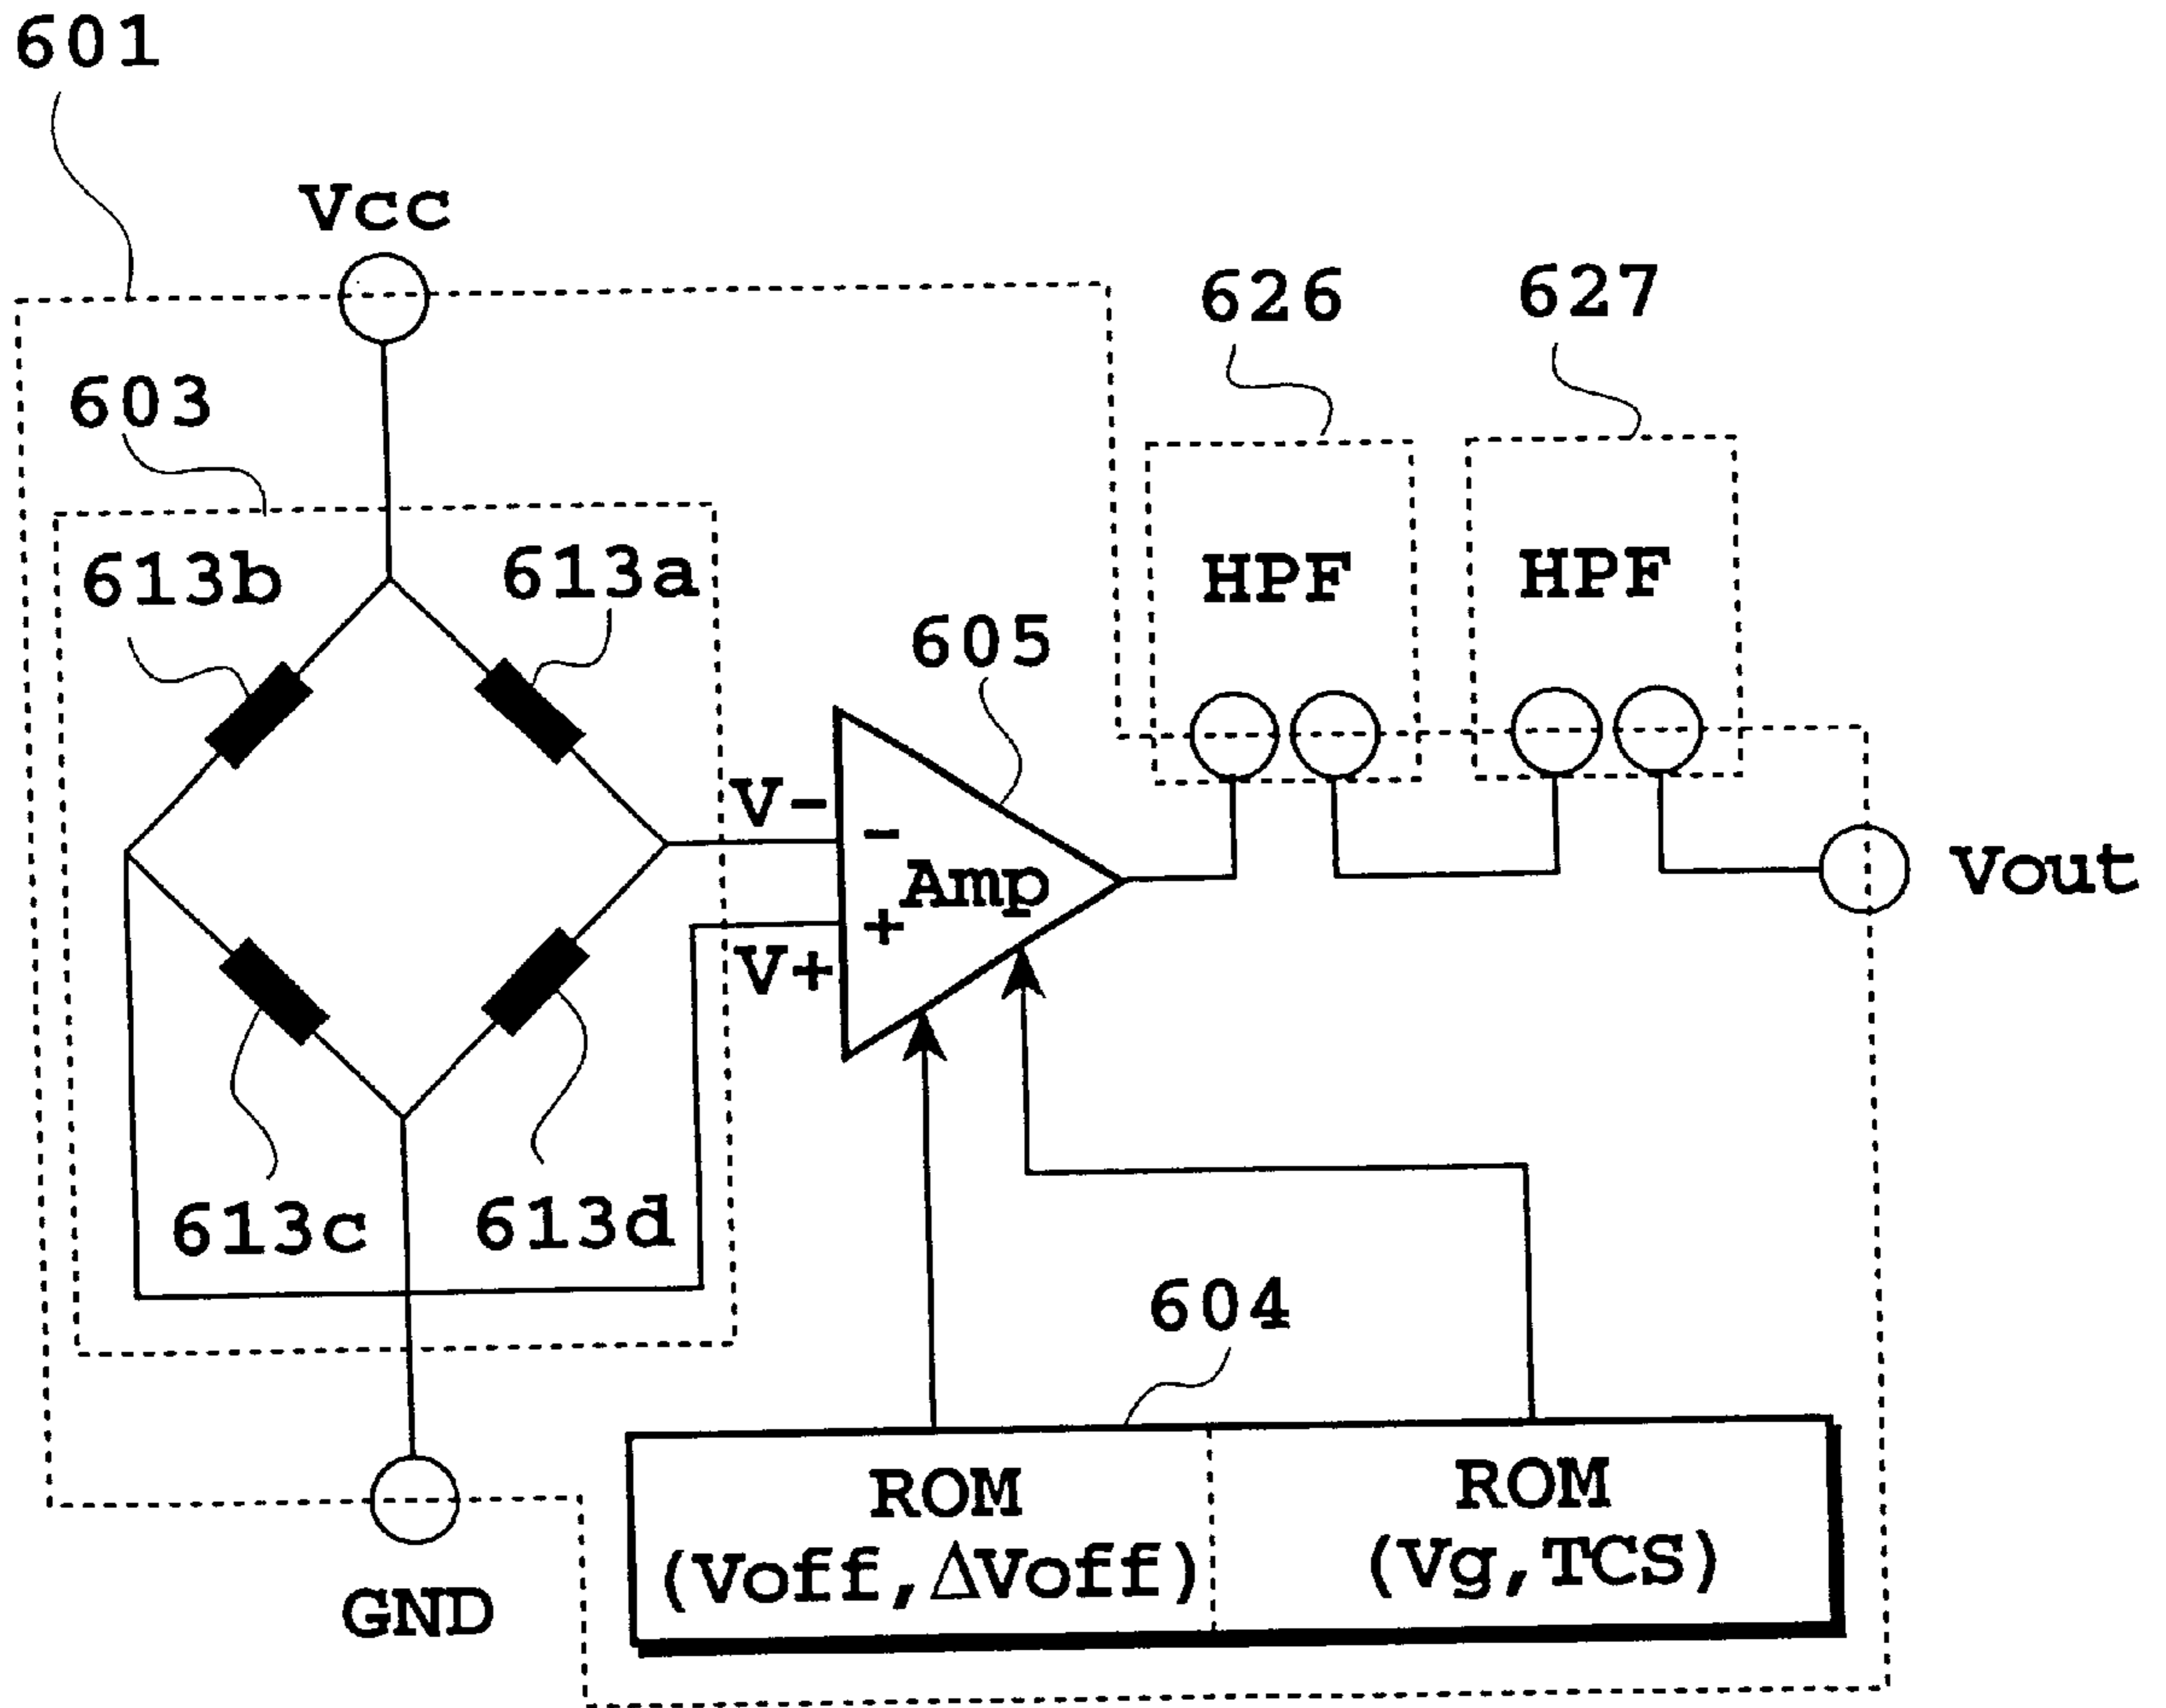 601
Vcc
626
627
603
613b
613a
HPF
HPF
605
V-
-
Amp
Vout
+
V+
613c
613d
604
ROM
(Voff,ΔVoff)
ROM
(Vg,TCS)
GND